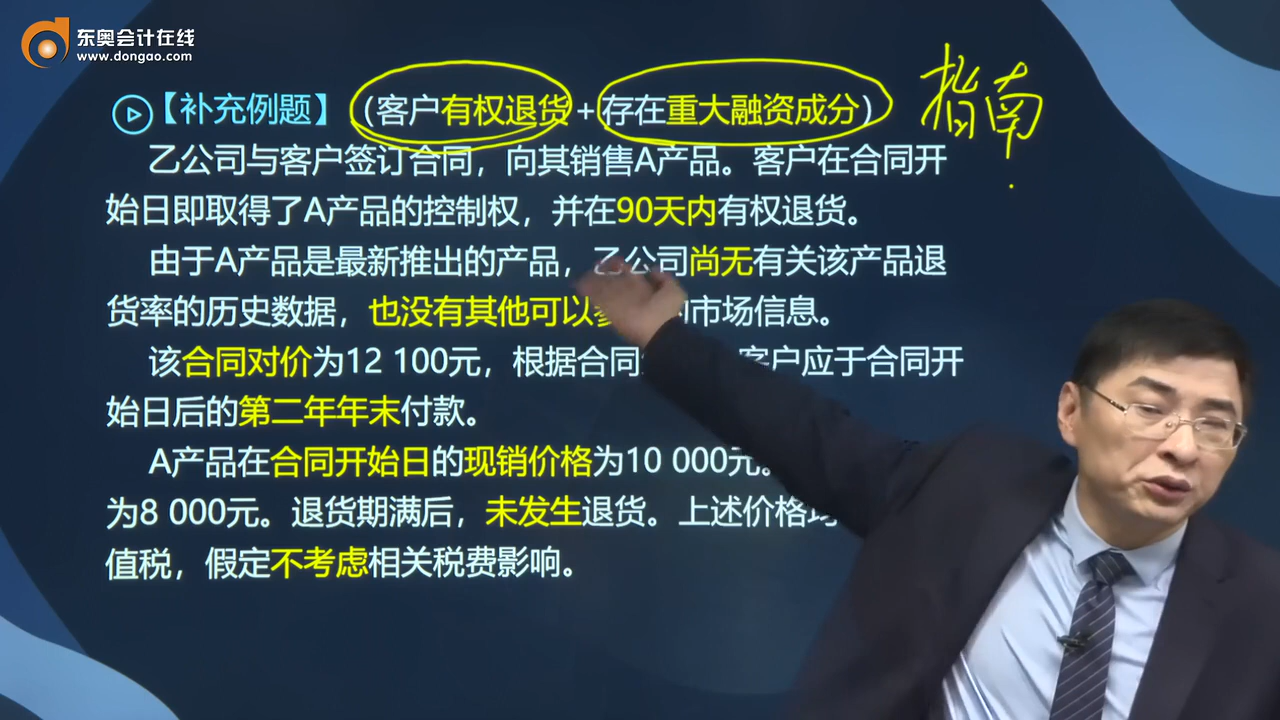 东奥会计在线
www.dongao.com
【补充例题】（客户有权退货+存在重大融资成分）
指南
乙公司与客户签订合同，向其销售A产品。客户在合同开
始日即取得了A产品的控制权，并在90天内有权退货。
由于A产品是最新推出的产品，乙公司尚无有关该产品退
货率的历史数据，也没有其他可以 市场信息。
该合同对价为12 100元，根据合同 客户应于合同开
始日后的第二年年末付款。
A产品在合同开始日的现销价格为10 000元。
为8 000元。退货期满后，未发生退货。上述价格均
值税，假定不考虑相关税费影响。